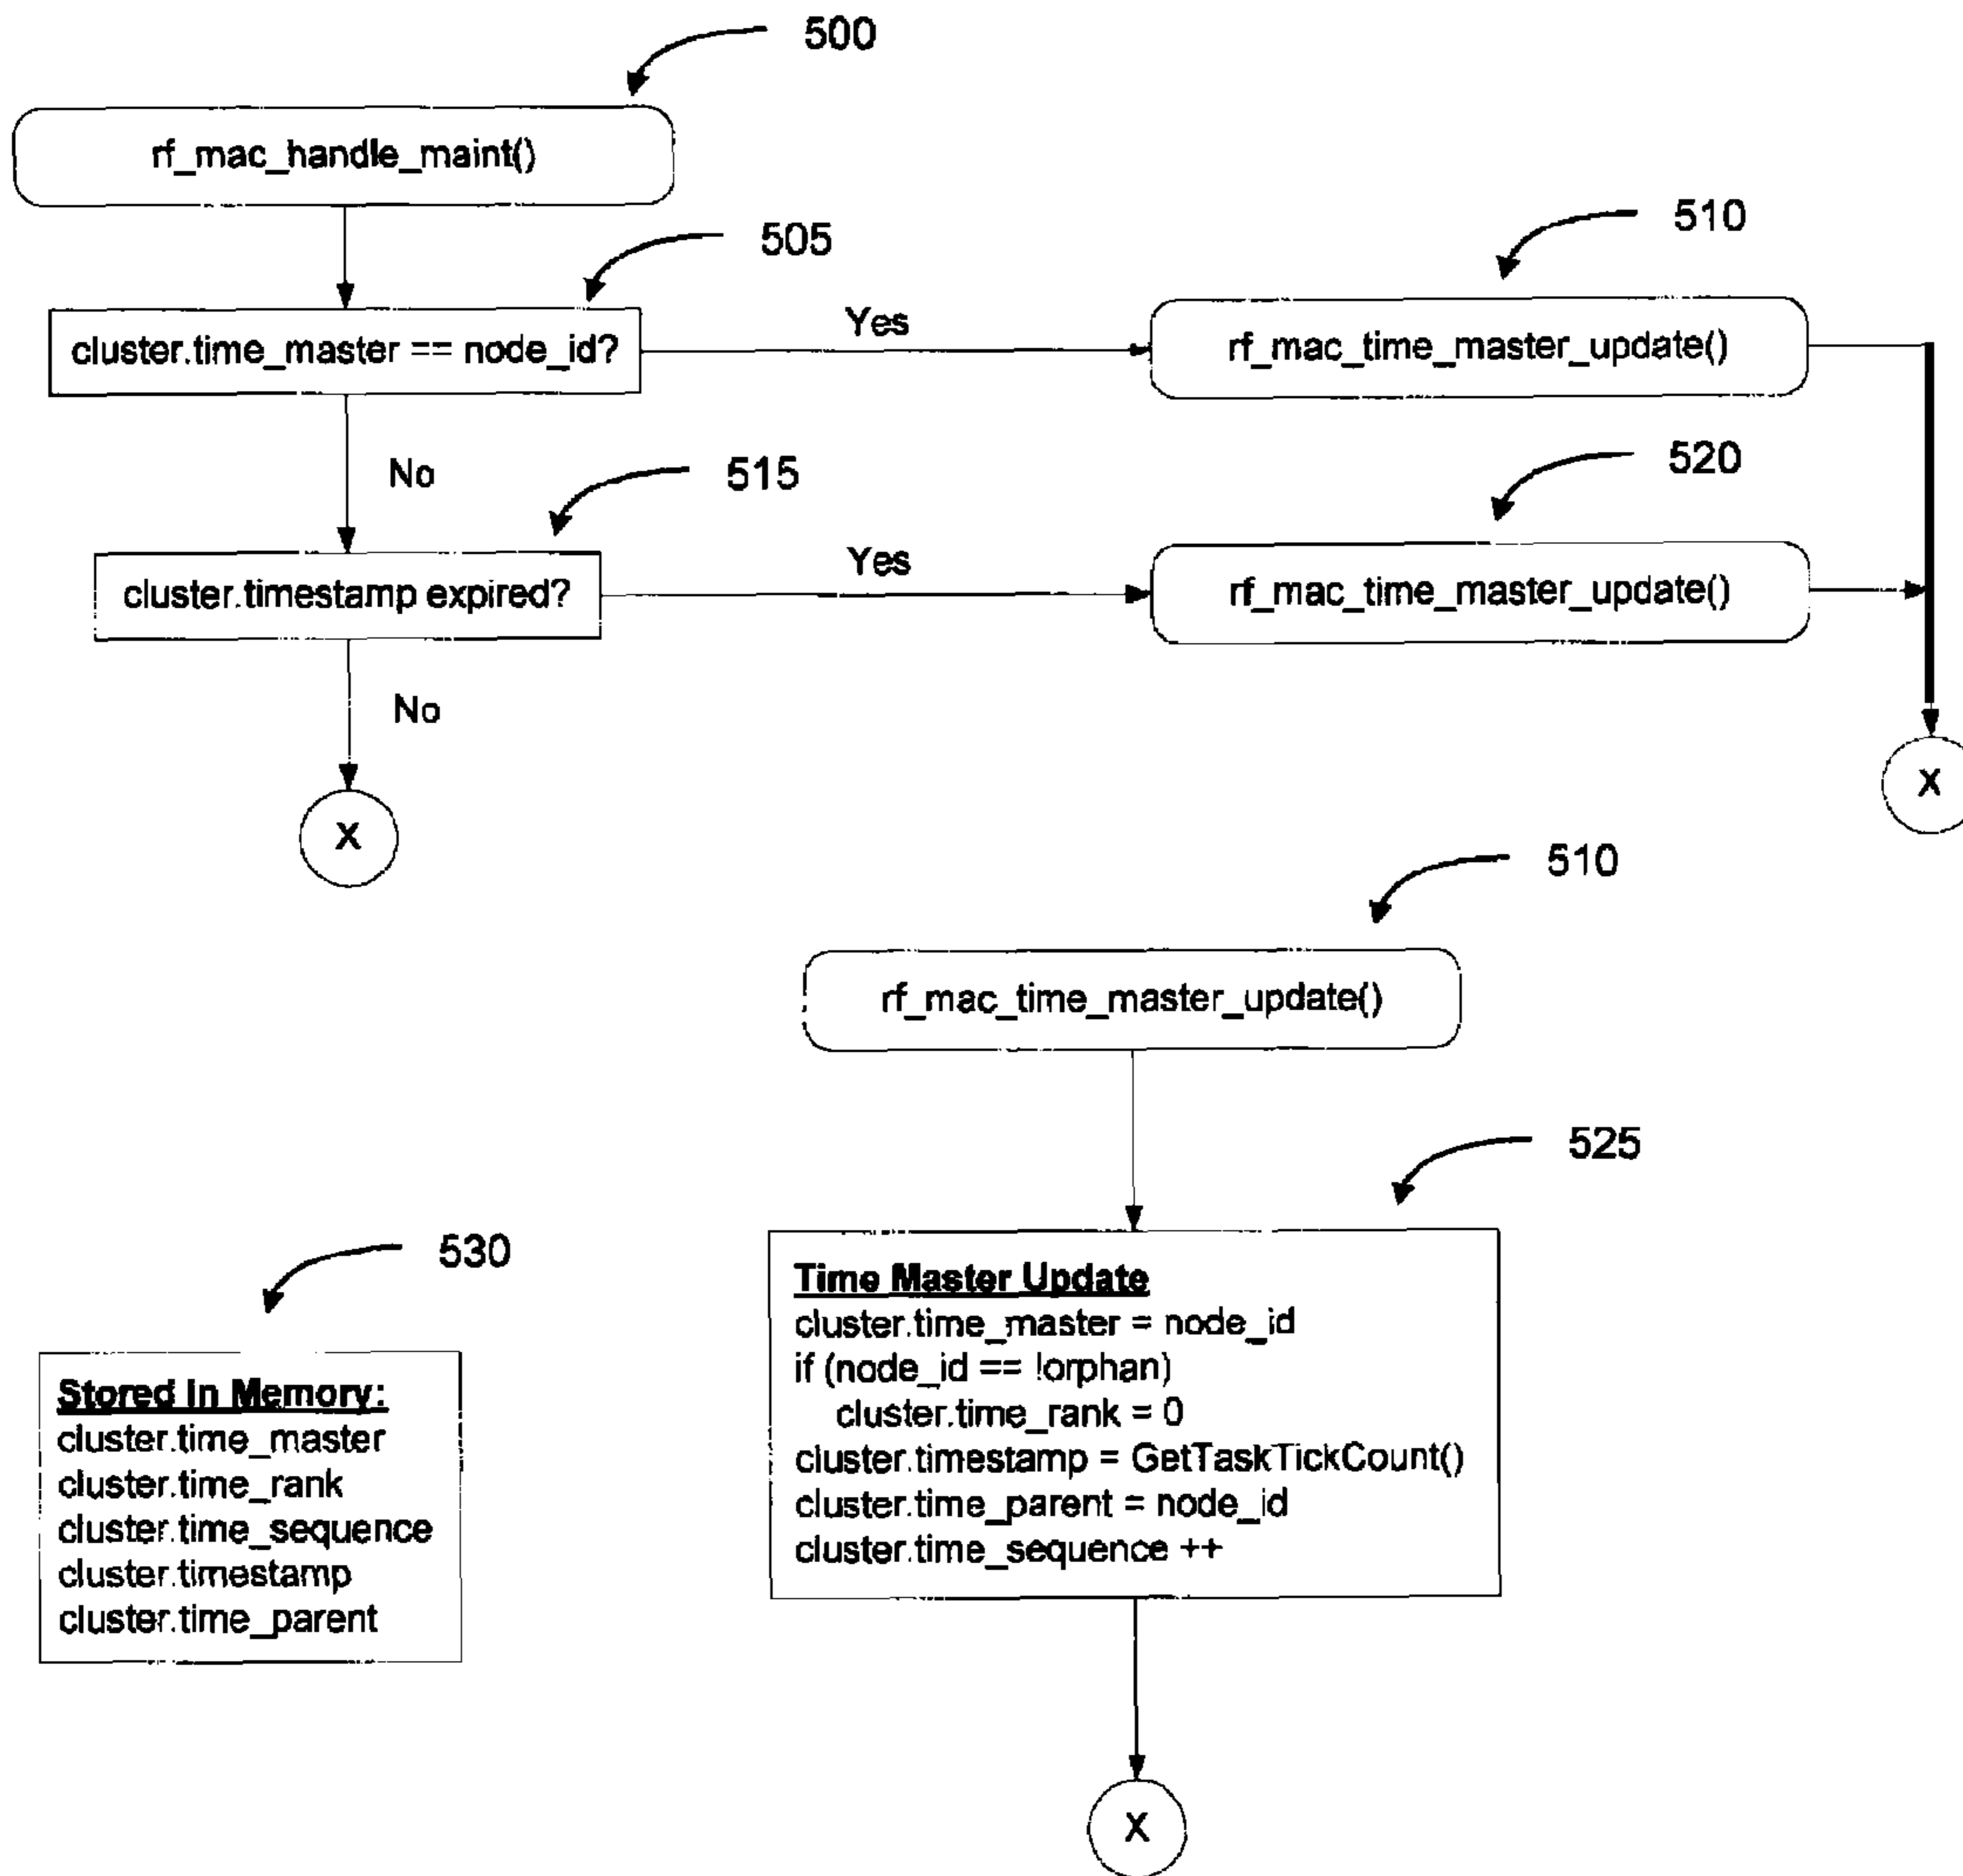 500
rf_mac_handle_maint()
505
510
cluster.time_master == node_id?
Yes
rf_mac_time_master_update()
No
515
520
cluster.timestamp expired?
Yes
rf_mac_time_master_update()
No
X
X
510
rf_mac_time_master_update()
525
530
Time Master Update
cluster.time_master = node_id
if (node_id == !orphan)
cluster.time_rank = 0
cluster.timestamp = GetTaskTickCount()
cluster.time_parent = node_id
cluster.time_sequence ++
Stored In Memory:
cluster.time_master
cluster.time_rank
cluster.time_sequence
cluster.timestamp
cluster.time_parent
X